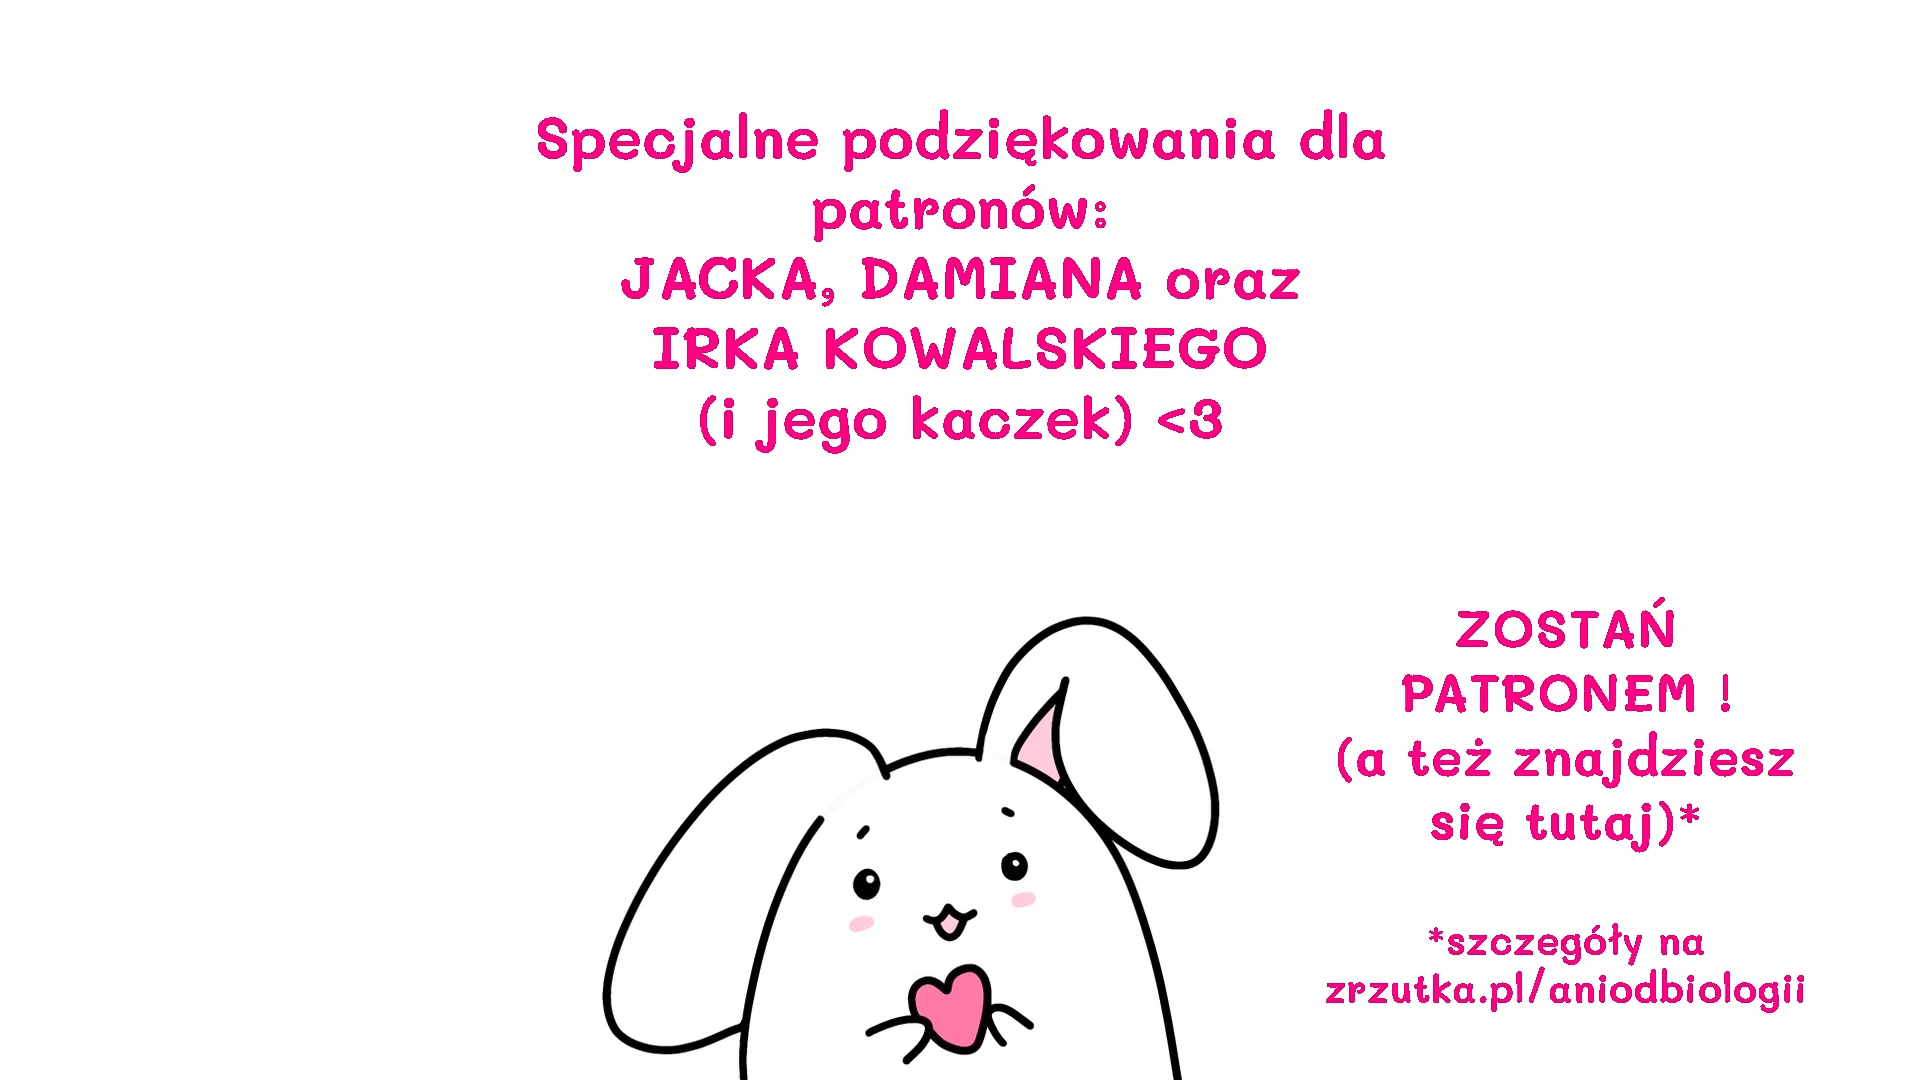 Specjalne podziękowania dla
patronów:
JACKA, DAMIANA oraz
IRKA KOWALSKIEGO
(i jego kaczek) <3
ZOSTAŃ
PATRONEM !
(a też znajdziesz
się tutaj)*
*szczegóły na
zrzutka.pl/aniodbiologii